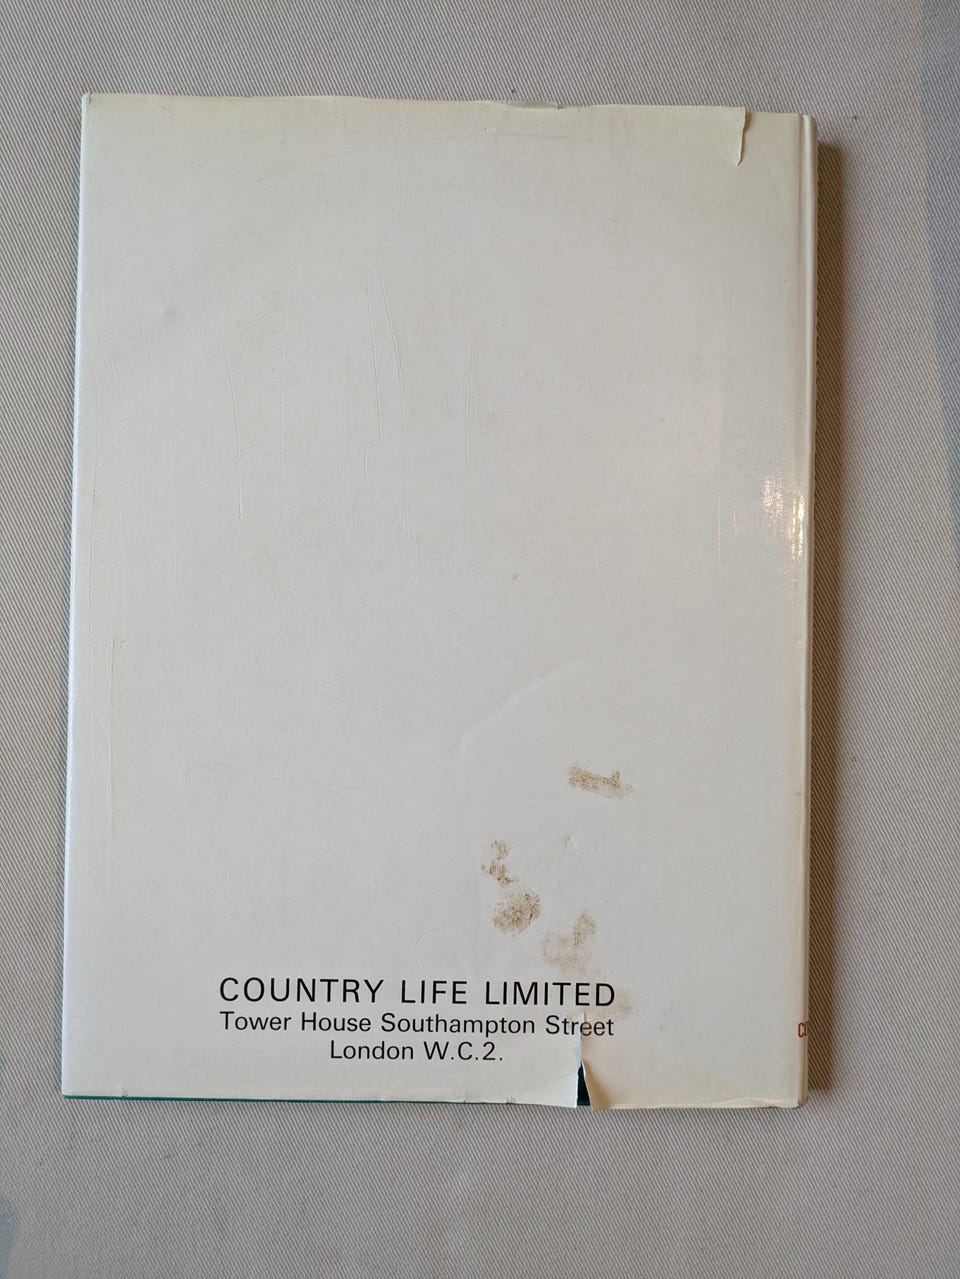 COUNTRY LIFE LIMITED
Tower House Southampton Street
London W.C.2.